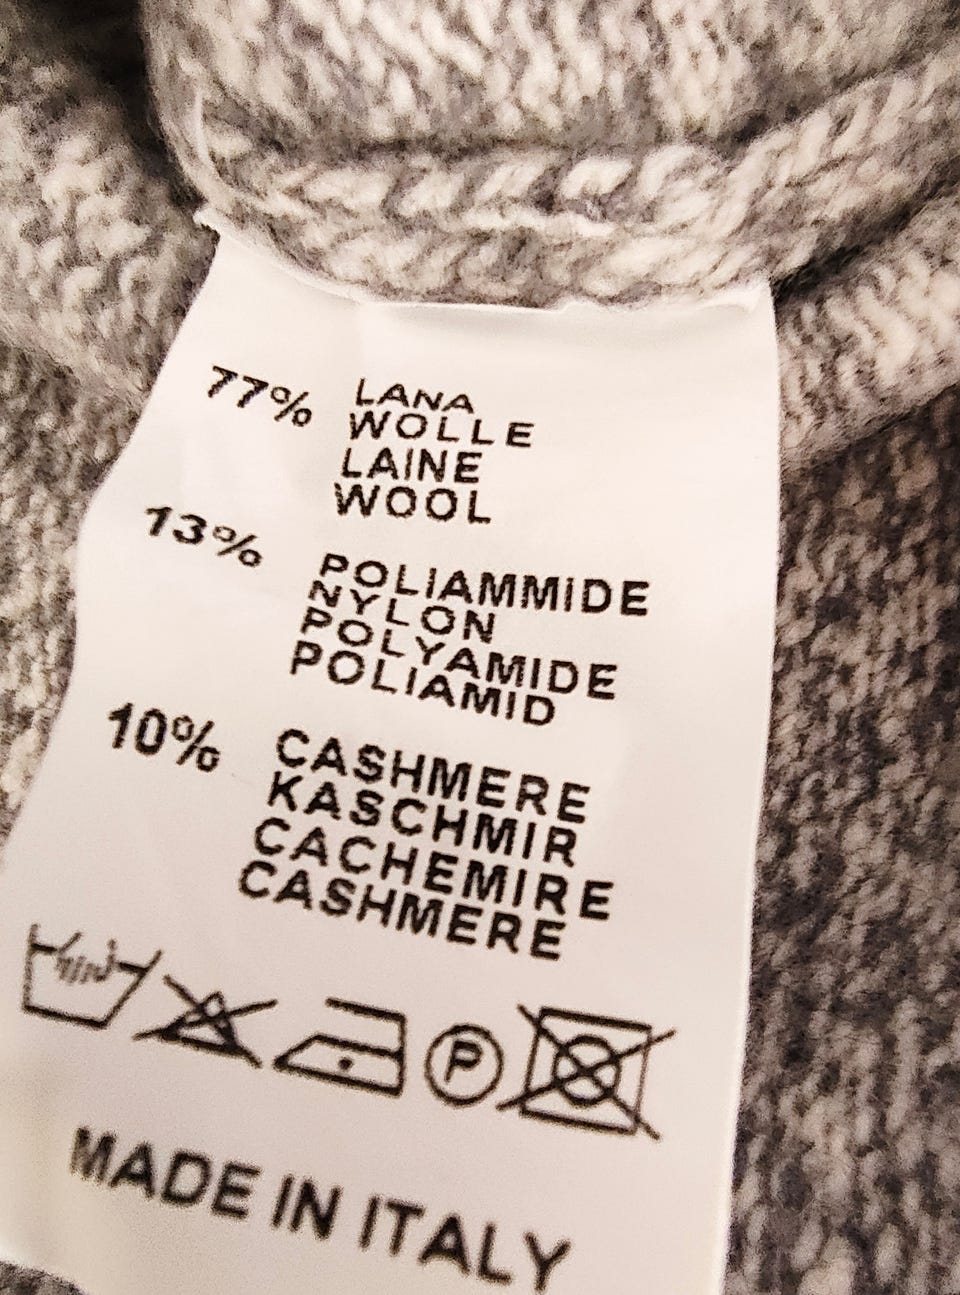 77% LANA
WOLLE
LAINE
WOOL
13% POLIAMMIDE
NYLON
POLYAMIDE
POLIAMID
10% CASHMERE
KASCHMIR
CACHEMIRE
CASHMERE
P
MADE IN ITALY